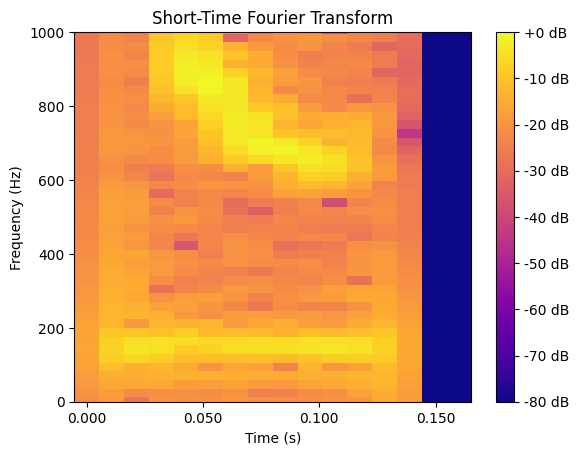 Short-Time Fourier Transform
1000
800
600
400
200
0
Frequency (Hz)
0.000
0.050
0.100
0.150
Time (s)
+0 dB
-10 dB
-20 dB
-30 dB
-40 dB
-50 dB
-60 dB
-70 dB
-80 dB